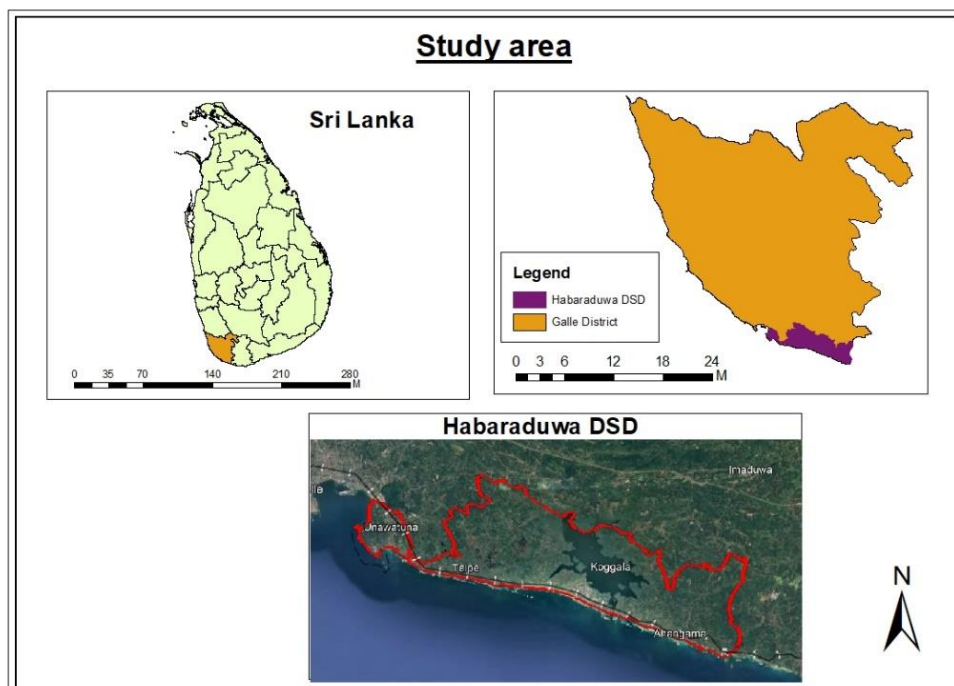 Study area
Sri Lanka
0 35 70 140 210 280
M
Legend
Habaraduwa DSD
Galle District
0 3 6 12 18 24
M
Habaraduwa DSD
Imaduwa
lle
Unawatuna
Talpe
Koggala
Ahangama
N